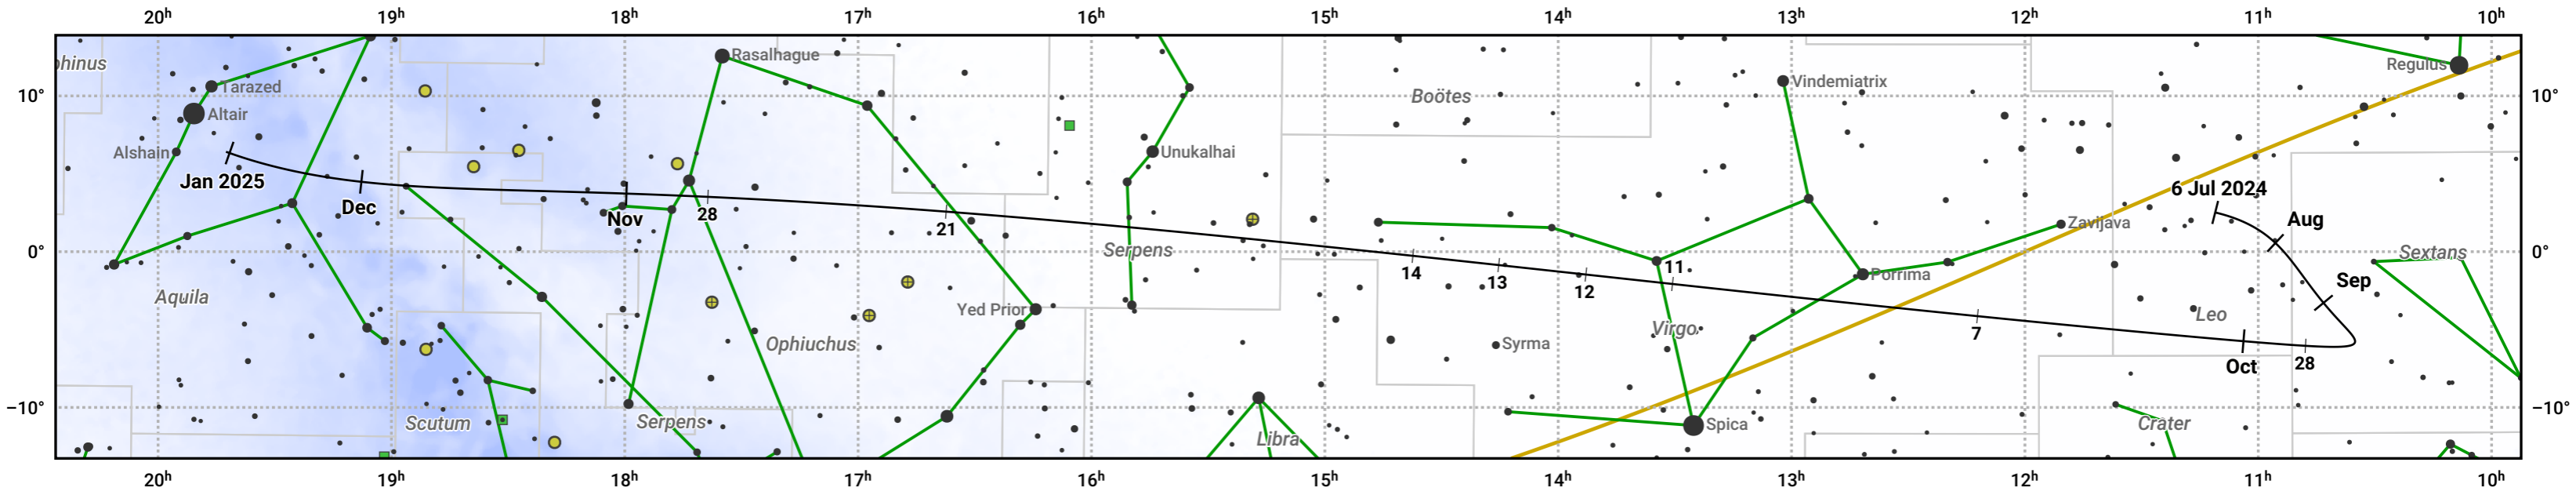 20h 19h 18h 17h 16h 15h 14h 13h 12h 11h 10h
Rasalhague
phinus
Regulus
Tarazed
Vindemiatrix
10°
Boötes
10°
Altair
Alshain
Unukalhai
Jan 2025
6 Jul 2024
Dec
28
Nov
Aug
21
Zavijava
0°
Serpens
Sextans
0°
14
11
13
Porrima
12
Sep
Aquila
Yed Prior
Leo
Ophiuchus
Virgo
7
Syrma
Oct
28
−10°
−10°
Scutum
Serpens
Spica
Crater
Libra
20h 19h 18h 17h 16h 15h 14h 13h 12h 11h 10h